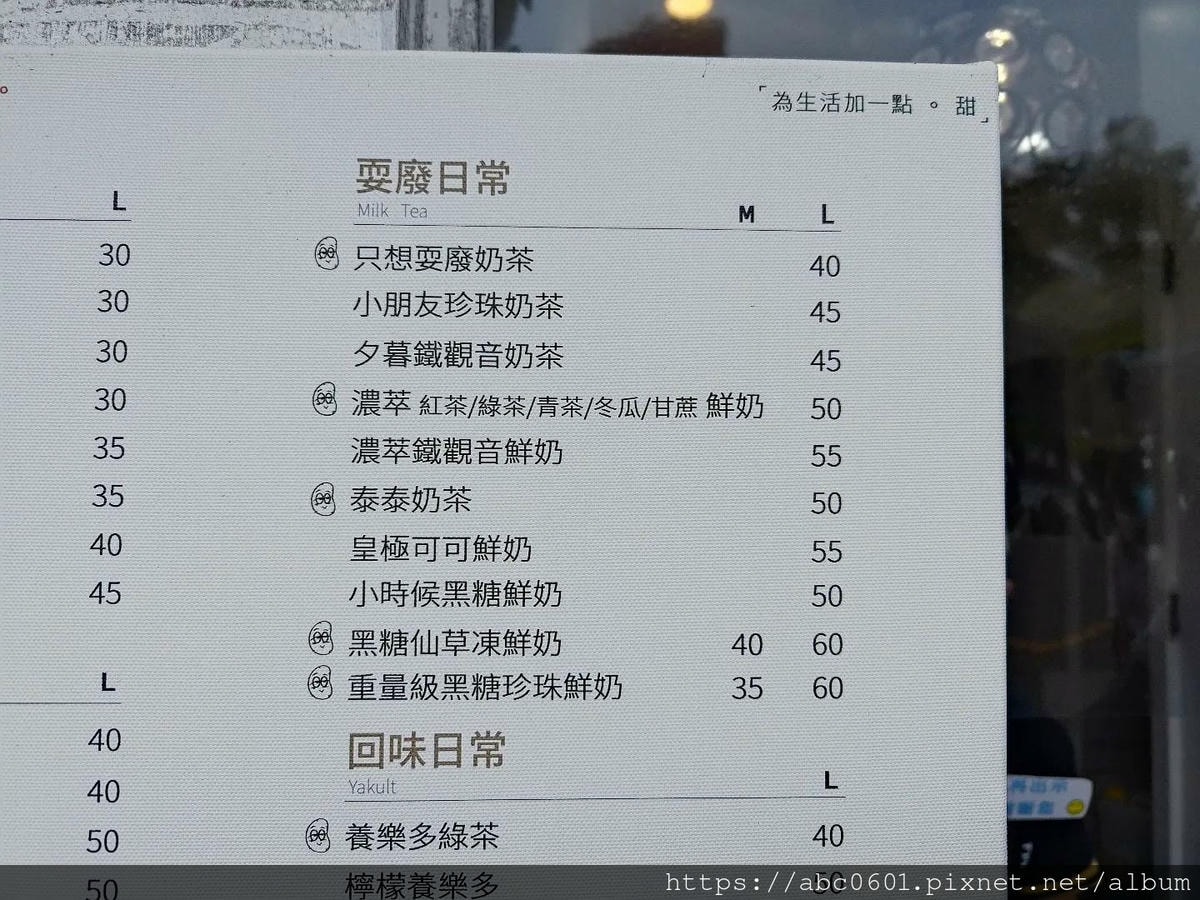 「為生活加一點。甜」
L
30
30
30
30
35
35
40
45
L
40
40
50
50
耍廢日常
Milk Tea M L
只想耍廢奶茶 40
小朋友珍珠奶茶 45
夕暮鐵觀音奶茶 45
濃萃 紅茶/綠茶/青茶/冬瓜/甘蔗 鮮奶 50
濃萃鐵觀音鮮奶 55
泰泰奶茶 50
皇極可可鮮奶 55
小時候黑糖鮮奶 50
黑糖仙草凍鮮奶 40 60
重量級黑糖珍珠鮮奶 35 60
回味日常
Yakult L
養樂多綠茶 40
檸檬養樂多 50
https://abc0601.pixnet.net/album